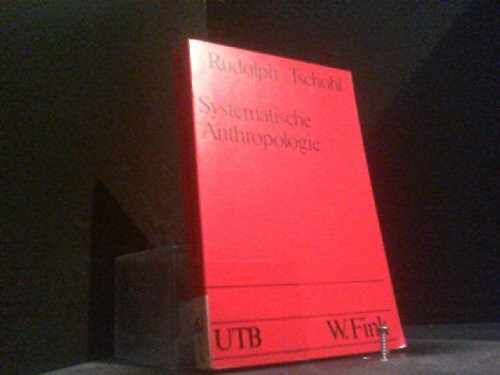 Rudolph / Tschohl
Systematische
Anthropologie
UTB W. Fink